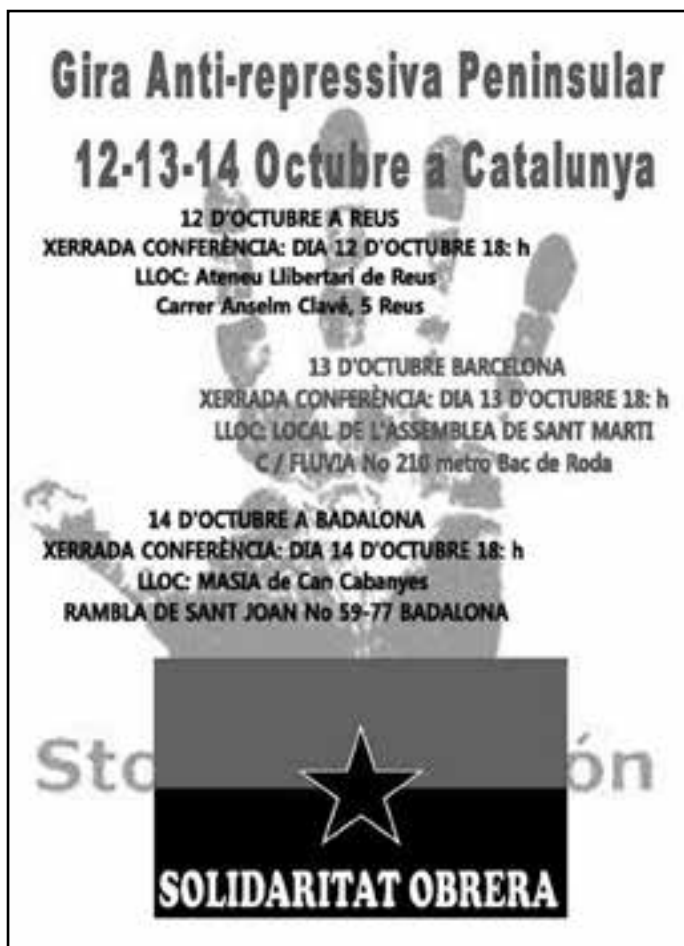 Gira Anti-repressiva Peninsular
12-13-14 Octubre a Catalunya
12 D'OCTUBRE A REUS
XERRADA CONFERÈNCIA: DIA 12 D'OCTUBRE 18: h
LLOC: Ateneu Llibertari de Reus
Carrer Anselm Clavé, 5 Reus
13 D'OCTUBRE BARCELONA
XERRADA CONFERÈNCIA: DIA 13 D'OCTUBRE 18: h
LLOC: LOCAL DE L'ASSEMBLEA DE SANT MARTI
C / FLUVIA No 210 metro Bac de Roda
14 D'OCTUBRE A BADALONA
XERRADA CONFERÈNCIA: DIA 14 D'OCTUBRE 18: h
LLOC: MASIA de Can Cabanyes
RAMBLA DE SANT JOAN No 59-77 BADALONA
Sto ón
SOLIDARITAT OBRERA